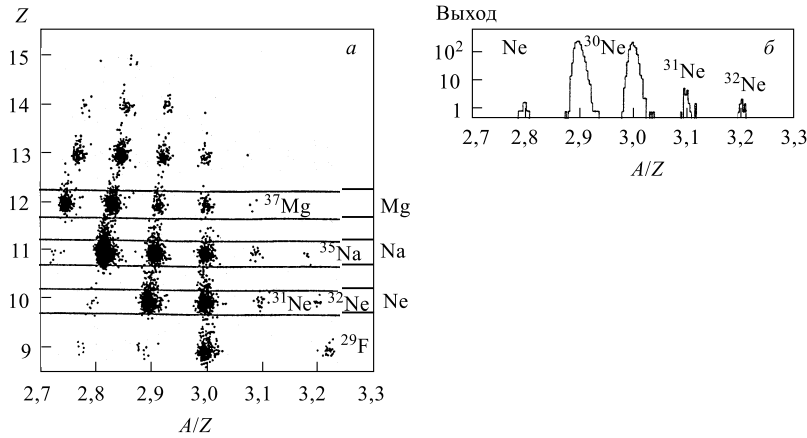 Z
а
15
14
13
12
11
10
9
³⁷Mg
³⁵Na
³¹Ne
³²Ne
²⁹F
Mg
Na
Ne
2,7 2,8 2,9 3,0 3,1 3,2 3,3
A/Z
Выход
б
10²
10
1
Ne
³⁰Ne
³¹Ne
³²Ne
2,7 2,8 2,9 3,0 3,1 3,2 3,3
A/Z